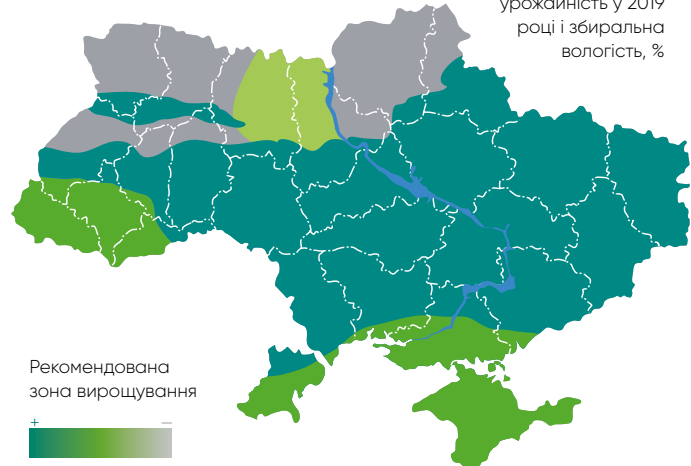 урожайність у 2019
році і збиральна
вологість, %
Рекомендована
зона вирощування
+ –